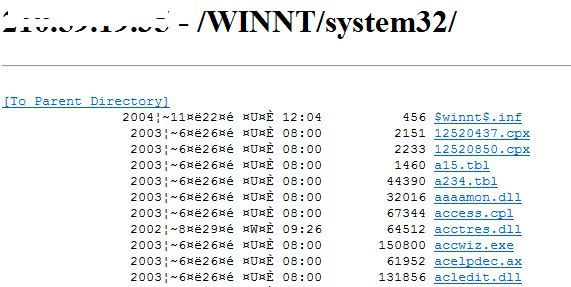 - /WINNT/system32/
[To Parent Directory]
2004¦~11¤ë22¤é ¤U¤È 12:04 456 $winnt$.inf
2003¦~6¤ë26¤é ¤U¤È 08:00 2151 12520437.cpx
2003¦~6¤ë26¤é ¤U¤È 08:00 2233 12520850.cpx
2003¦~6¤ë26¤é ¤U¤È 08:00 1460 a15.tbl
2003¦~6¤ë26¤é ¤U¤È 08:00 44390 a234.tbl
2003¦~6¤ë26¤é ¤U¤È 08:00 32016 aaaamon.dll
2003¦~6¤ë26¤é ¤U¤È 08:00 67344 access.cpl
2002¦~8¤ë29¤é ¤W¤È 09:26 64512 acctres.dll
2003¦~6¤ë26¤é ¤U¤È 08:00 150800 accwiz.exe
2003¦~6¤ë26¤é ¤U¤È 08:00 61952 acelpdec.ax
2003¦~6¤ë26¤é ¤U¤È 08:00 131856 acledit.dll